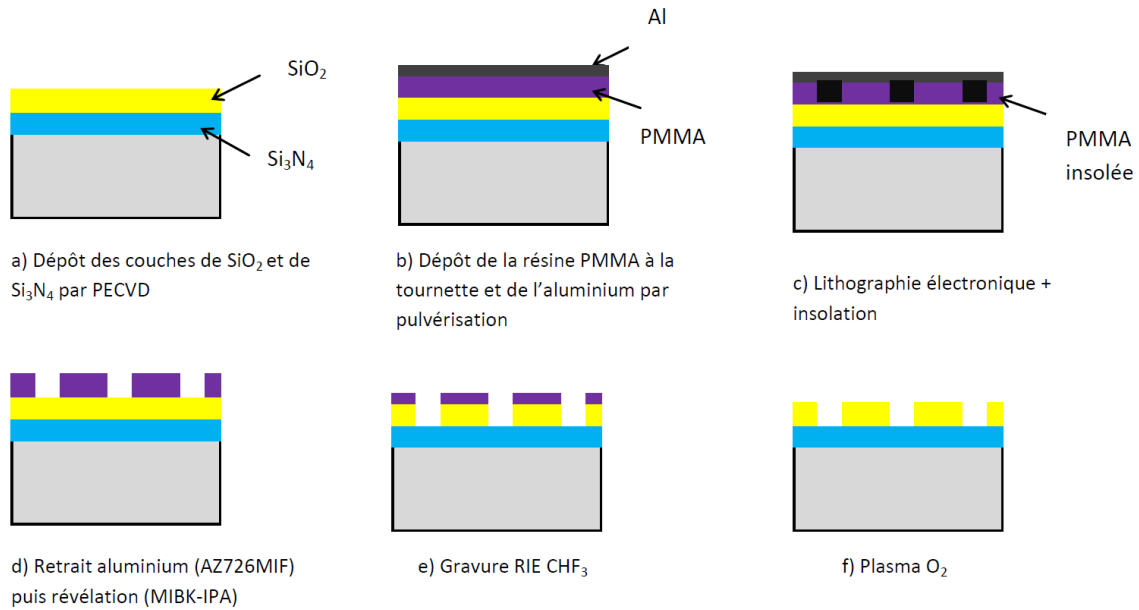 Al
SiO₂
Si₃N₄
PMMA
PMMA
insolée
a) Dépôt des couches de SiO₂ et de
Si₃N₄ par PECVD
b) Dépôt de la résine PMMA à la
tournette et de l’aluminium par
pulvérisation
c) Lithographie électronique +
insolation
d) Retrait aluminium (AZ726MIF)
puis révélation (MIBK-IPA)
e) Gravure RIE CHF₃
f) Plasma O₂